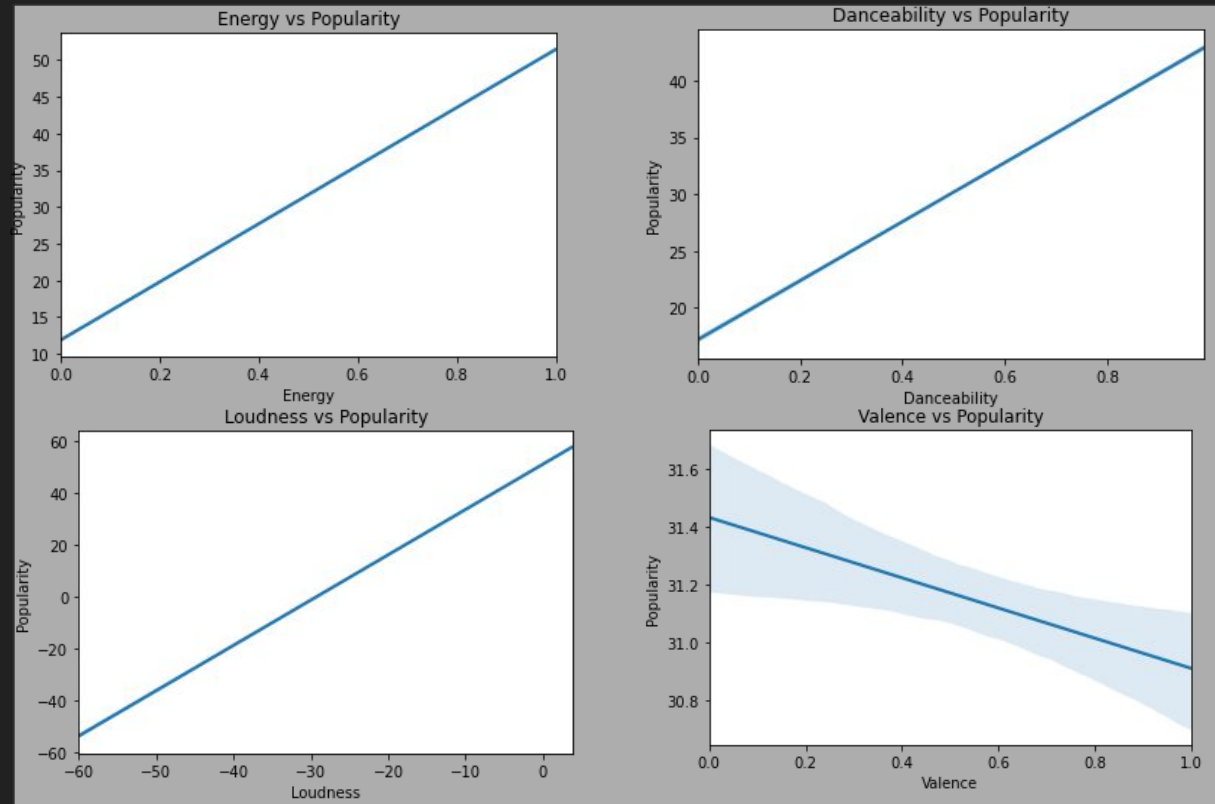 Energy vs Popularity
50
45
40
35
30
25
20
15
10
Popularity
0.0 0.2 0.4 0.6 0.8 1.0
Energy
Danceability vs Popularity
40
35
30
25
20
Popularity
0.0 0.2 0.4 0.6 0.8
Danceability
Loudness vs Popularity
60
40
20
0
−20
−40
−60
Popularity
−60 −50 −40 −30 −20 −10 0
Loudness
Valence vs Popularity
31.6
31.4
31.2
31.0
30.8
Popularity
0.0 0.2 0.4 0.6 0.8 1.0
Valence